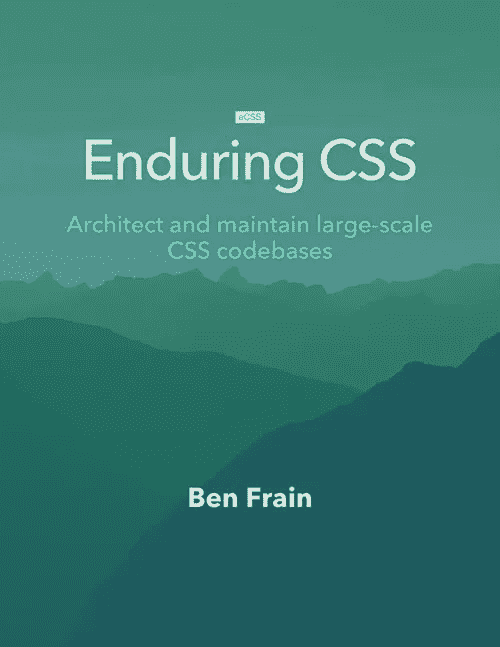 eCSS
Enduring CSS
Architect and maintain large-scale
CSS codebases
Ben Frain